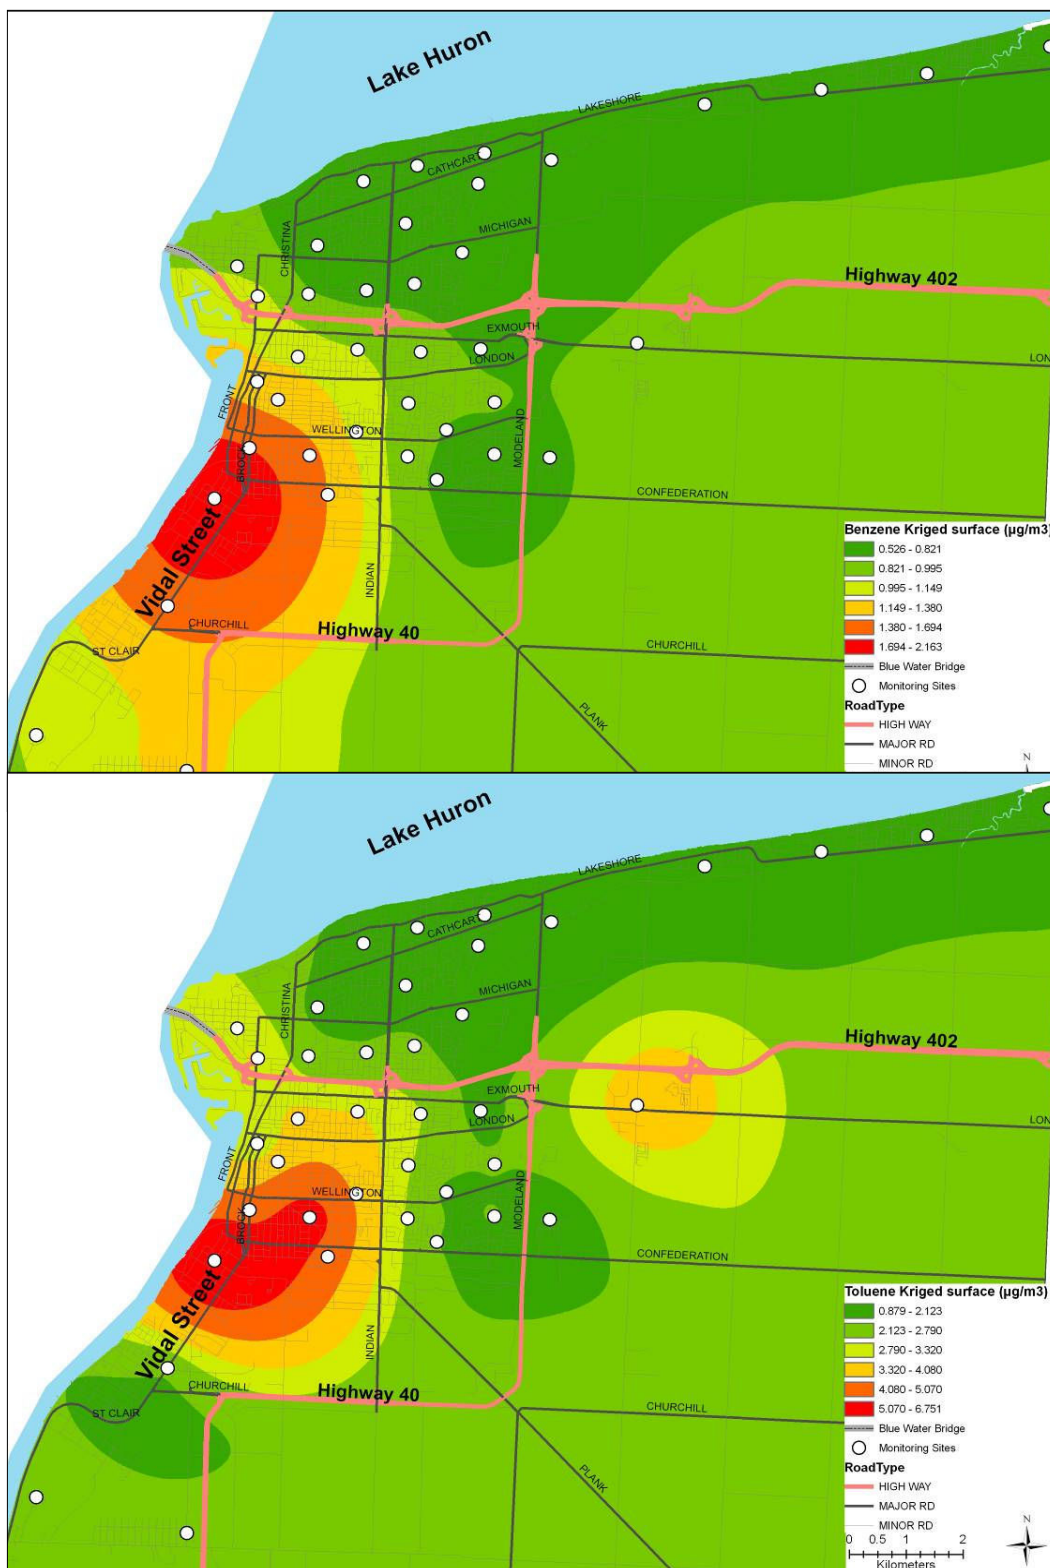 Lake Huron
LAKESHORE
CATHCART
CHRISTINA
MICHIGAN
Highway 402
EXMOUTH
LONDON
LON
FRONT
WELLINGTON
MODELAND
BROCK
CONFEDERATION
Vidal Street
INDIAN
CHURCHILL
Highway 40
CHURCHILL
ST CLAIR
PLANK
Benzene Kriged surface (µg/m3)
0.526 - 0.821
0.821 - 0.995
0.995 - 1.149
1.149 - 1.380
1.380 - 1.694
1.694 - 2.163
Blue Water Bridge
Monitoring Sites
RoadType
HIGH WAY
MAJOR RD
MINOR RD
N
Lake Huron
LAKESHORE
CATHCART
CHRISTINA
MICHIGAN
Highway 402
EXMOUTH
LONDON
LON
FRONT
WELLINGTON
MODELAND
BROCK
CONFEDERATION
Vidal Street
INDIAN
CHURCHILL
Highway 40
CHURCHILL
ST CLAIR
PLANK
Toluene Kriged surface (µg/m3)
0.879 - 2.123
2.123 - 2.790
2.790 - 3.320
3.320 - 4.080
4.080 - 5.070
5.070 - 6.751
Blue Water Bridge
Monitoring Sites
RoadType
HIGH WAY
MAJOR RD
MINOR RD
N
0 0.5 1 2
Kilometers